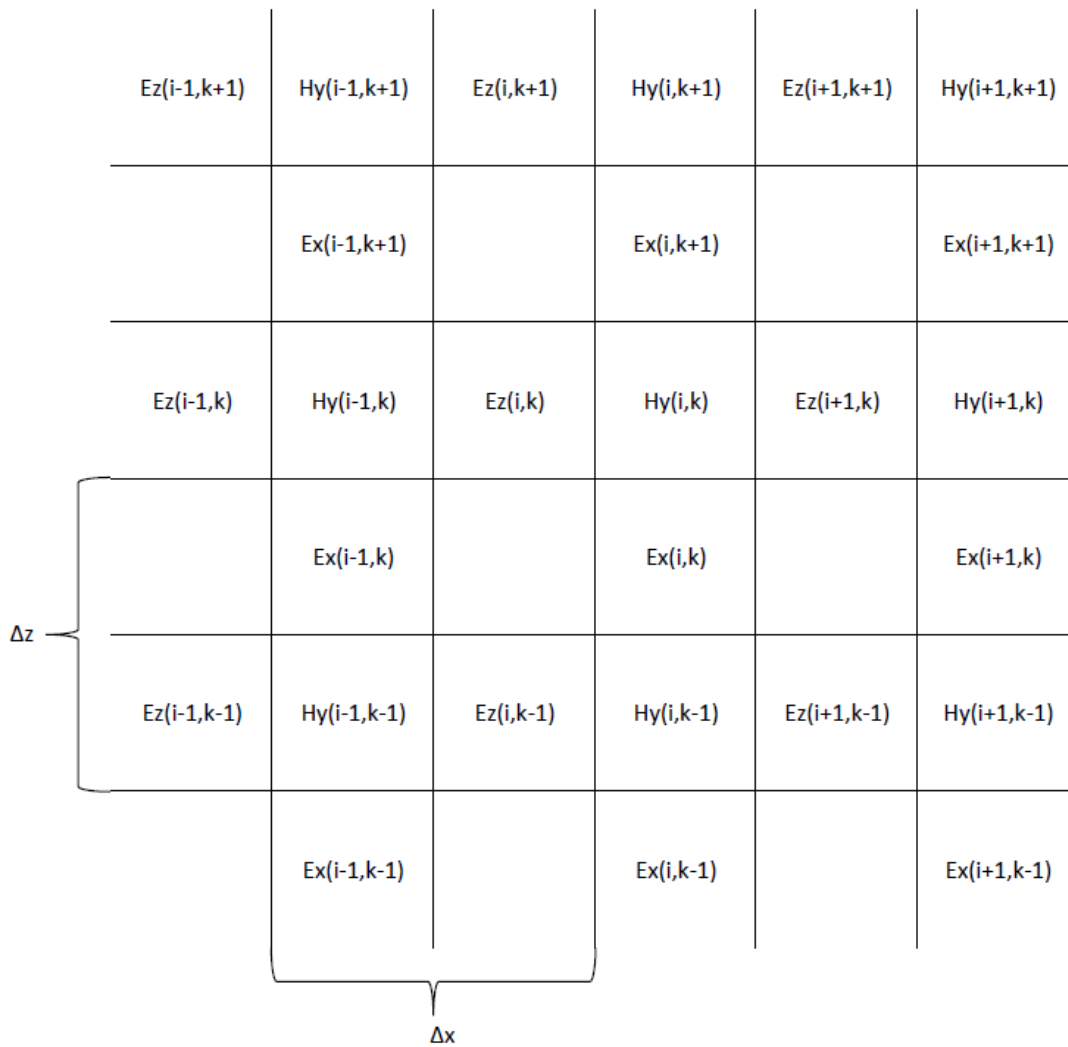 Ez(i-1,k+1) Hy(i-1,k+1) Ez(i,k+1) Hy(i,k+1) Ez(i+1,k+1) Hy(i+1,k+1)
Ex(i-1,k+1) Ex(i,k+1) Ex(i+1,k+1)
Ez(i-1,k) Hy(i-1,k) Ez(i,k) Hy(i,k) Ez(i+1,k) Hy(i+1,k)
Ex(i-1,k) Ex(i,k) Ex(i+1,k)
Δz
Ez(i-1,k-1) Hy(i-1,k-1) Ez(i,k-1) Hy(i,k-1) Ez(i+1,k-1) Hy(i+1,k-1)
Ex(i-1,k-1) Ex(i,k-1) Ex(i+1,k-1)
Δx